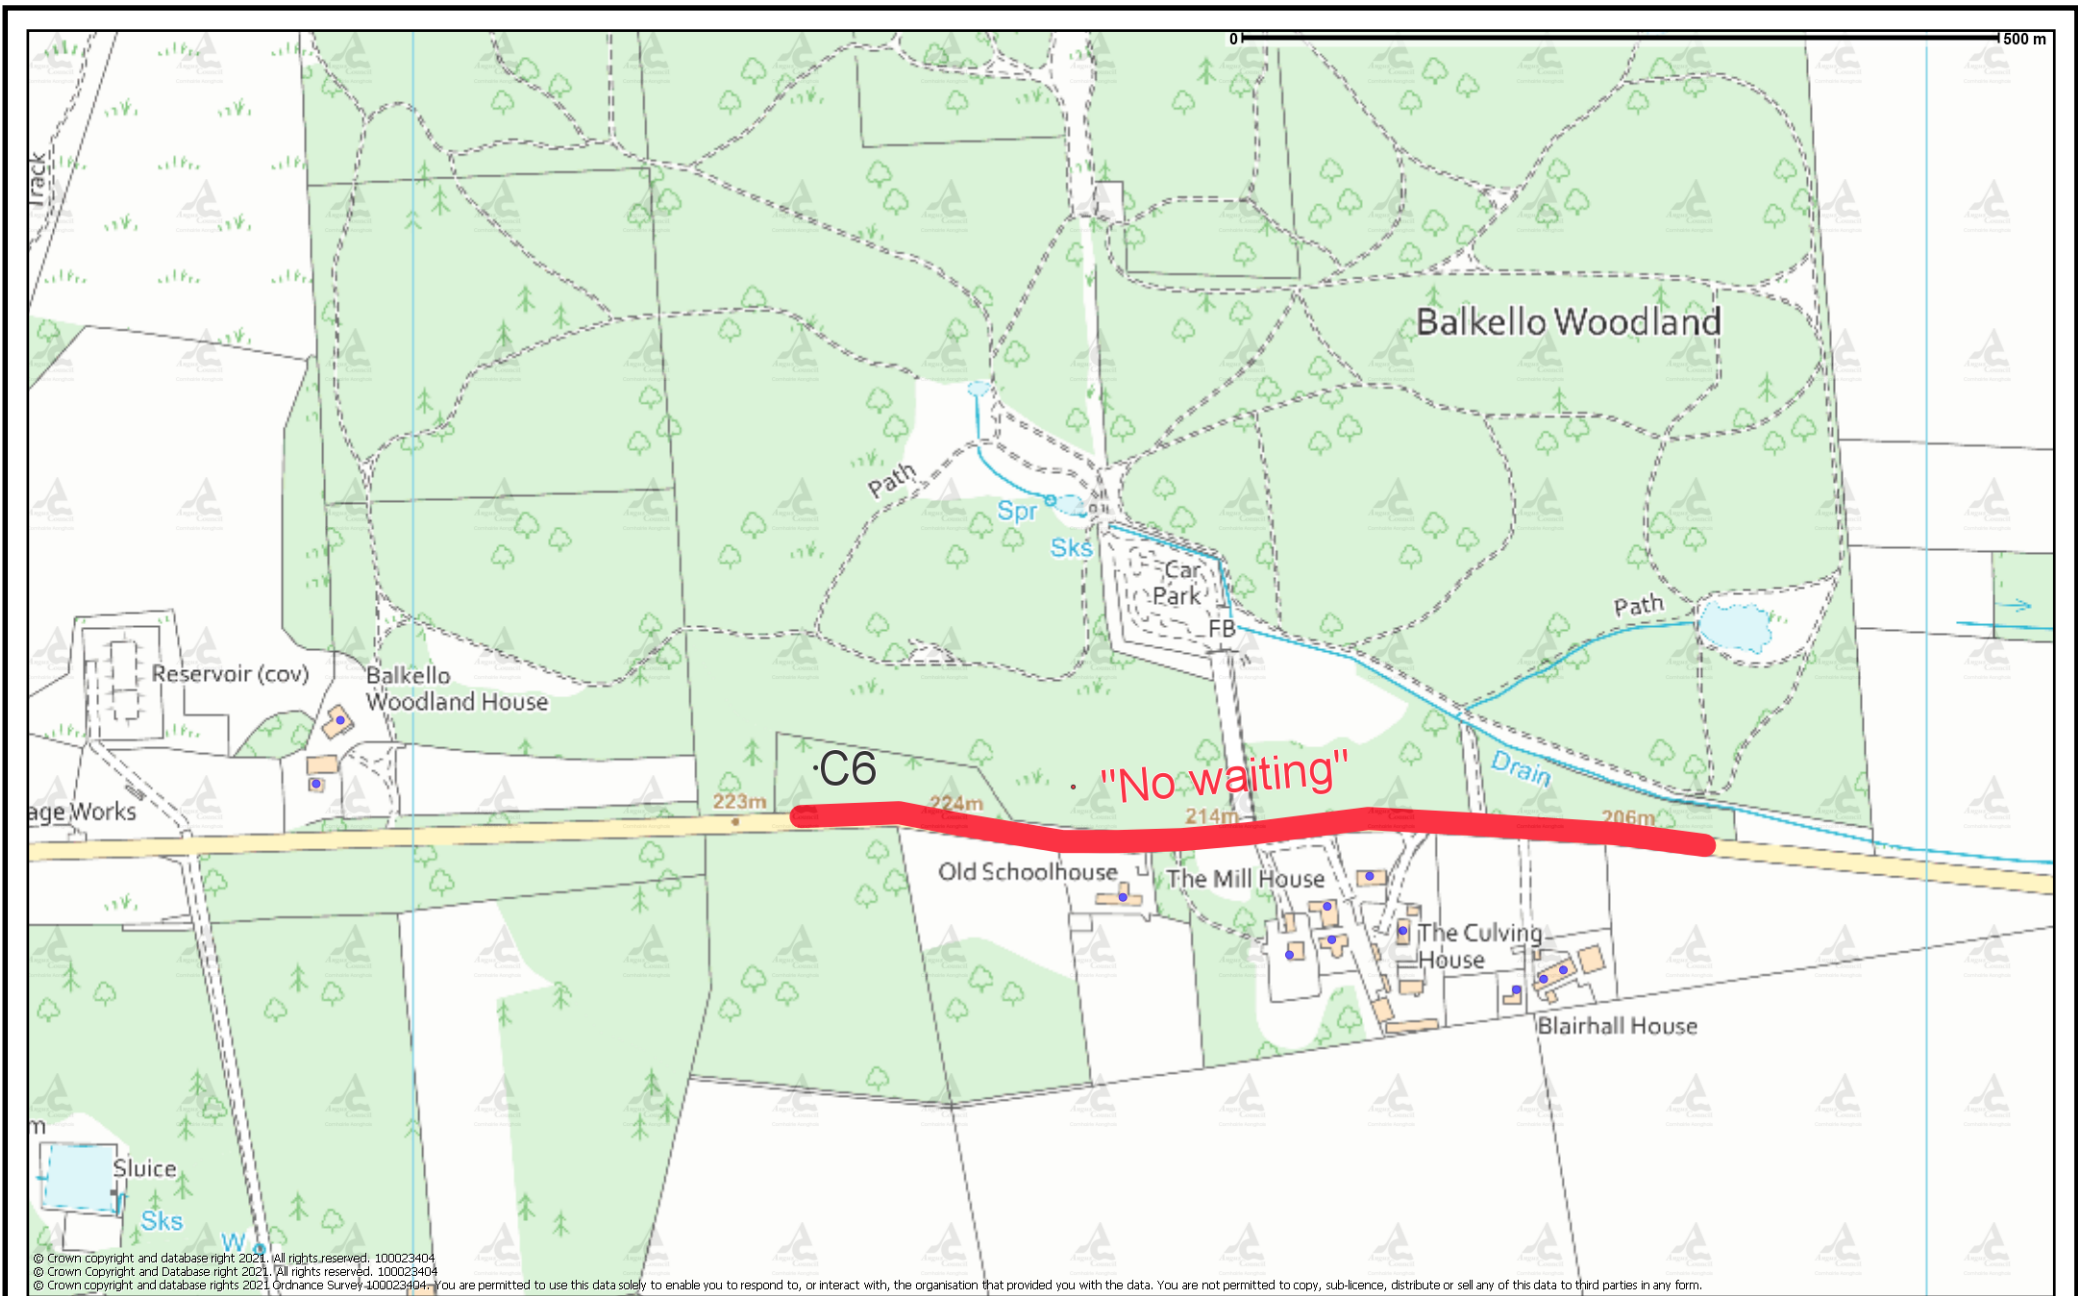 0 500 m
Track
Balkello Woodland
Path
Spr
Sks
Car
Park
FB
Path
Reservoir (cov)
Balkello
Woodland House
Drain
·C6
"No waiting"
223m
224m
214m
206m
age Works
Old Schoolhouse
The Mill House
The Culving
House
Blairhall House
m
Sluice
Sks
W
© Crown copyright and database right 2021. All rights reserved. 100023404
© Crown Copyright and Database right 2021. All rights reserved. 100023404
© Crown copyright and database rights 2021 Ordnance Survey 100023404. You are permitted to use this data solely to enable you to respond to, or interact with, the organisation that provided you with the data. You are not permitted to copy, sub-licence, distribute or sell any of this data to third parties in any form.